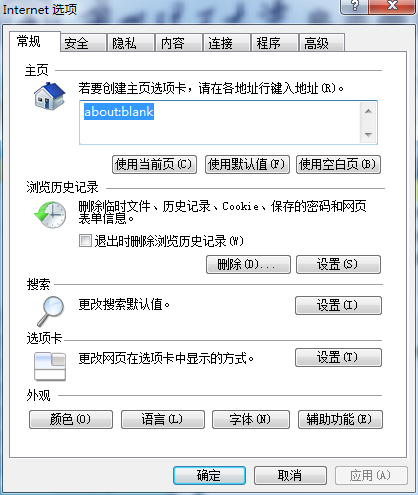 Internet 选项
常规 安全 隐私 内容 连接 程序 高级
主页
若要创建主页选项卡，请在各地址行键入地址(R)。
about:blank
使用当前页(C) 使用默认值(F) 使用空白页(B)
浏览历史记录
删除临时文件、历史记录、Cookie、保存的密码和网页
表单信息。
退出时删除浏览历史记录(W)
删除(D)... 设置(S)
搜索
更改搜索默认值。 设置(I)
选项卡
更改网页在选项卡中显示的方式。 设置(T)
外观
颜色(O) 语言(L) 字体(N) 辅助功能(E)
确定 取消 应用(A)